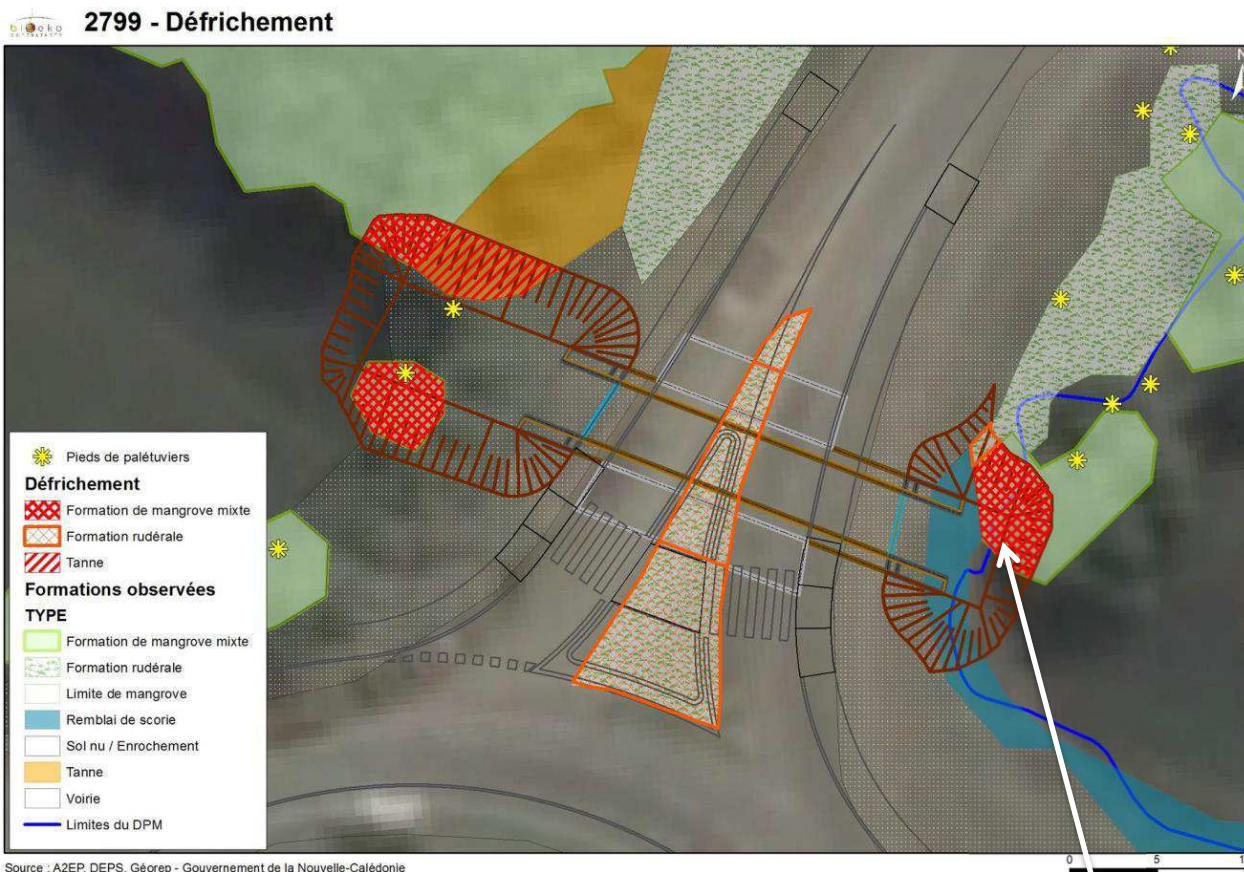 bioeko
2799 - Défrichement
N
Pieds de palétuviers
Défrichement
Formation de mangrove mixte
Formation rudérale
Tanne
Formations observées
TYPE
Formation de mangrove mixte
Formation rudérale
Limite de mangrove
Remblai de scorie
Sol nu / Enrochement
Tanne
Voirie
Limites du DPM
0 5 1
Source : A2EP, DEPS, Géorep - Gouvernement de la Nouvelle-Calédonie